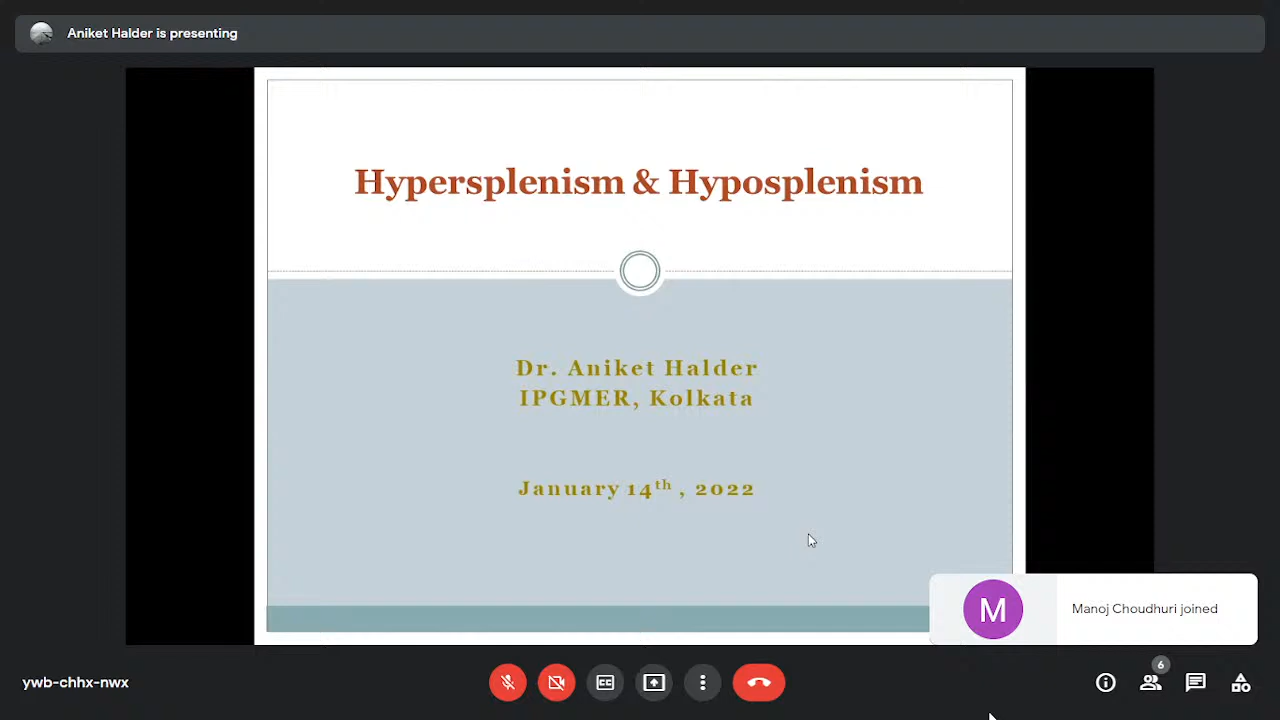 Aniket Halder is presenting
Hypersplenism & Hyposplenism
Dr. Aniket Halder
IPGMER, Kolkata
January 14th , 2022
M
Manoj Choudhuri joined
ywb-chhx-nwx
CC
6